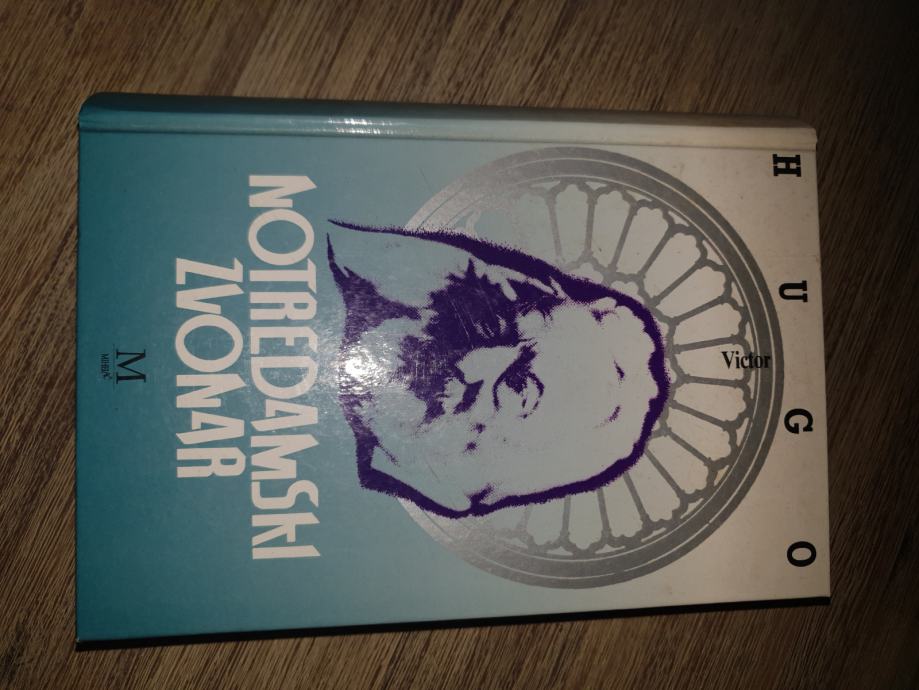 HUGO
Victor
NOTREDAMSKI
ZVONAR
M